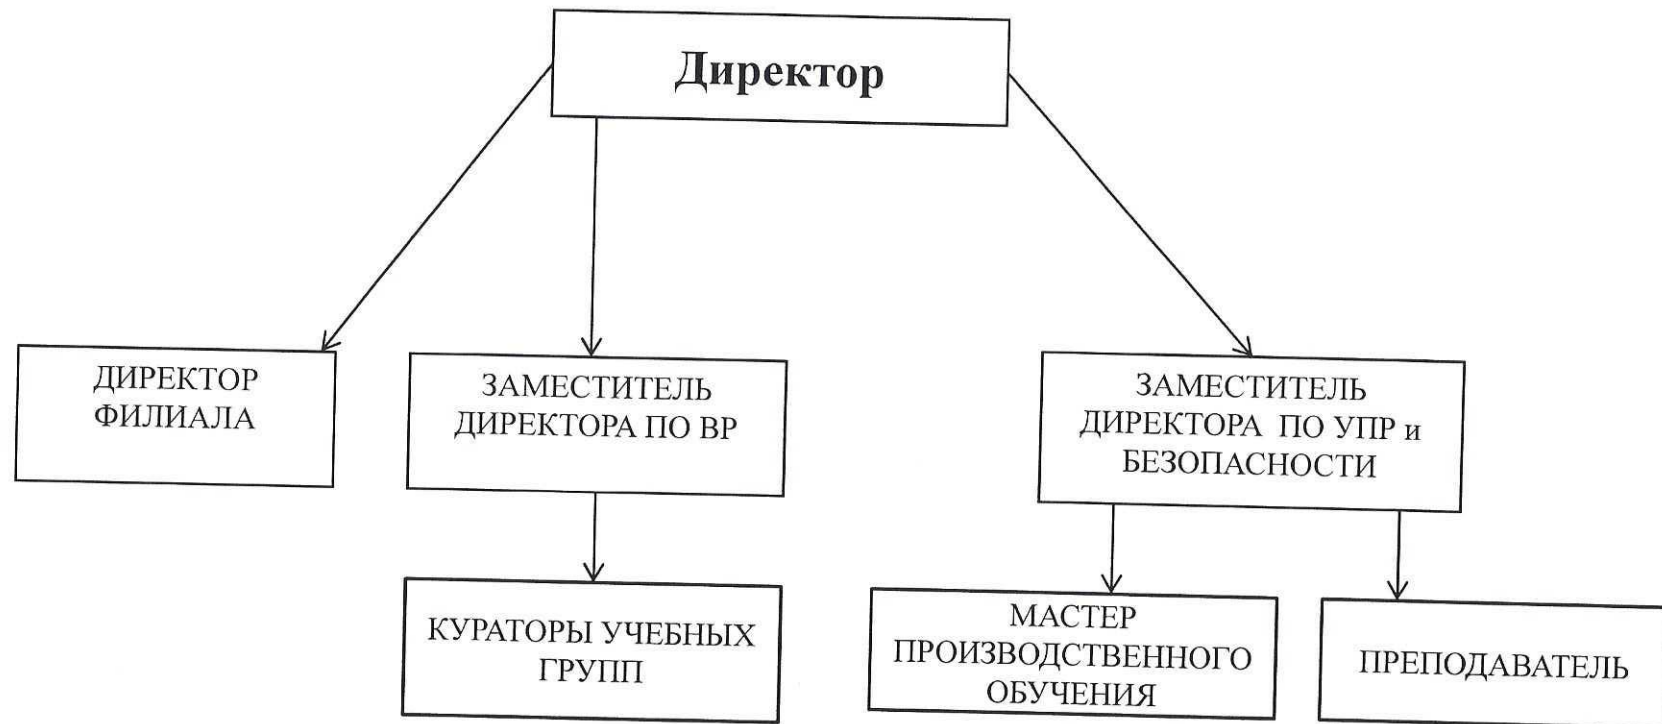 Директор
ДИРЕКТОР
ФИЛИАЛА
ЗАМЕСТИТЕЛЬ
ДИРЕКТОРА ПО ВР
ЗАМЕСТИТЕЛЬ
ДИРЕКТОРА ПО УПР и
БЕЗОПАСНОСТИ
КУРАТОРЫ УЧЕБНЫХ
ГРУПП
МАСТЕР
ПРОИЗВОДСТВЕННОГО
ОБУЧЕНИЯ
ПРЕПОДАВАТЕЛЬ